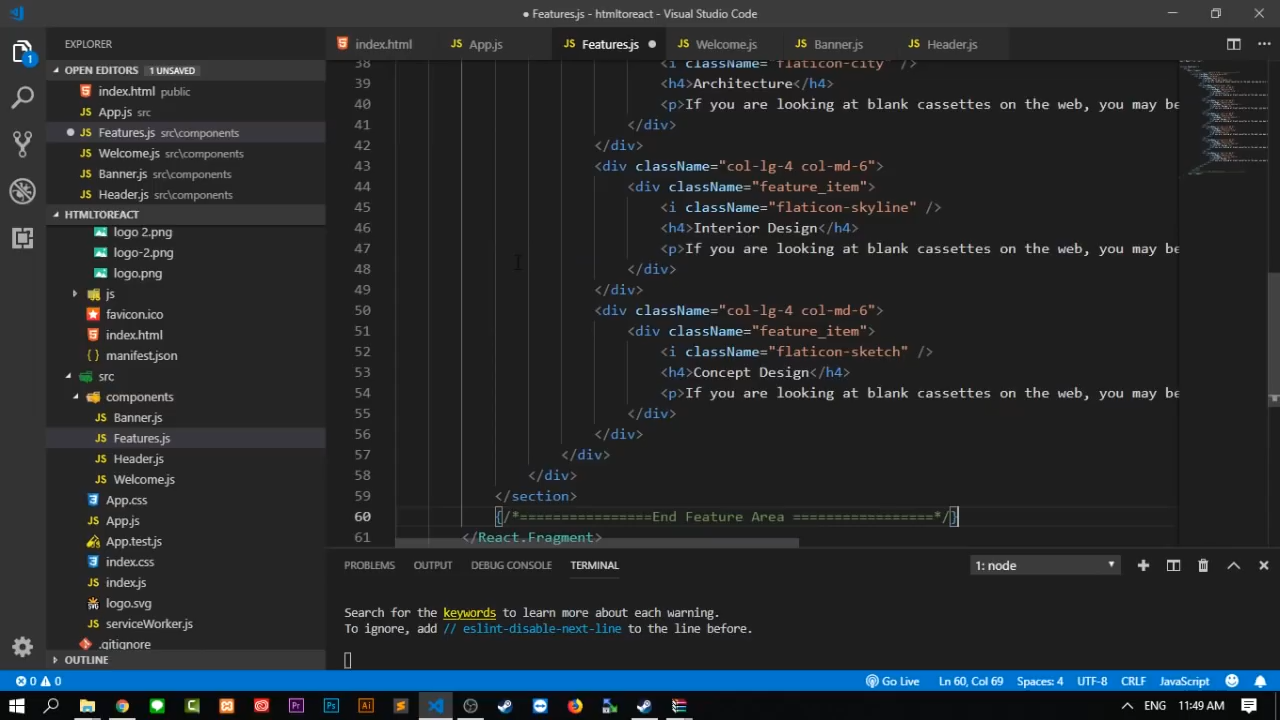 ● Features.js - htmltoreact - Visual Studio Code
EXPLORER
OPEN EDITORS 1 UNSAVED
index.html public
App.js src
Features.js src\components
Welcome.js src\components
Banner.js src\components
Header.js src\components
HTMLTOREACT
logo 2.png
logo-2.png
logo.png
js
favicon.ico
index.html
manifest.json
src
components
Banner.js
Features.js
Header.js
Welcome.js
App.css
App.js
App.test.js
index.css
index.js
logo.svg
serviceWorker.js
.gitignore
OUTLINE
index.html App.js Features.js Welcome.js Banner.js Header.js
38 <i className="flaticon-city" />
39 <h4>Architecture</h4>
40 <p>If you are looking at blank cassettes on the web, you may be
41 </div>
42 </div>
43 <div className="col-lg-4 col-md-6">
44 <div className="feature_item">
45 <i className="flaticon-skyline" />
46 <h4>Interior Design</h4>
47 <p>If you are looking at blank cassettes on the web, you may be
48 </div>
49 </div>
50 <div className="col-lg-4 col-md-6">
51 <div className="feature_item">
52 <i className="flaticon-sketch" />
53 <h4>Concept Design</h4>
54 <p>If you are looking at blank cassettes on the web, you may be
55 </div>
56 </div>
57 </div>
58 </div>
59 </section>
60 {/*================End Feature Area =================*/}
61 </React.Fragment>
PROBLEMS OUTPUT DEBUG CONSOLE TERMINAL 1: node
Search for the keywords to learn more about each warning.
To ignore, add // eslint-disable-next-line to the line before.
0 0 Go Live Ln 60, Col 69 Spaces: 4 UTF-8 CRLF JavaScript 1
ENG 11:49 AM